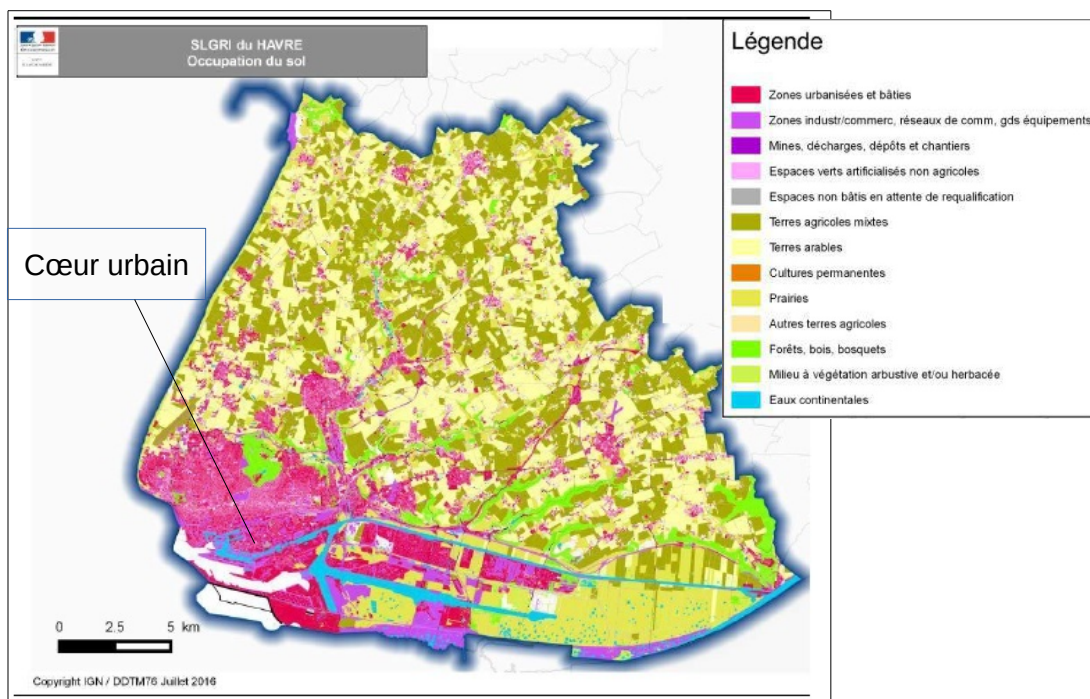 SLGRI du HAVRE
Occupation du sol
Cœur urbain
Légende
Zones urbanisées et bâties
Zones industr/commerc, réseaux de comm, gds équipements
Mines, décharges, dépôts et chantiers
Espaces verts artificialisés non agricoles
Espaces non bâtis en attente de requalification
Terres agricoles mixtes
Terres arables
Cultures permanentes
Prairies
Autres terres agricoles
Forêts, bois, bosquets
Milieu à végétation arbustive et/ou herbacée
Eaux continentales
0 2.5 5 km
Copyright IGN / DDTM76 Juillet 2016